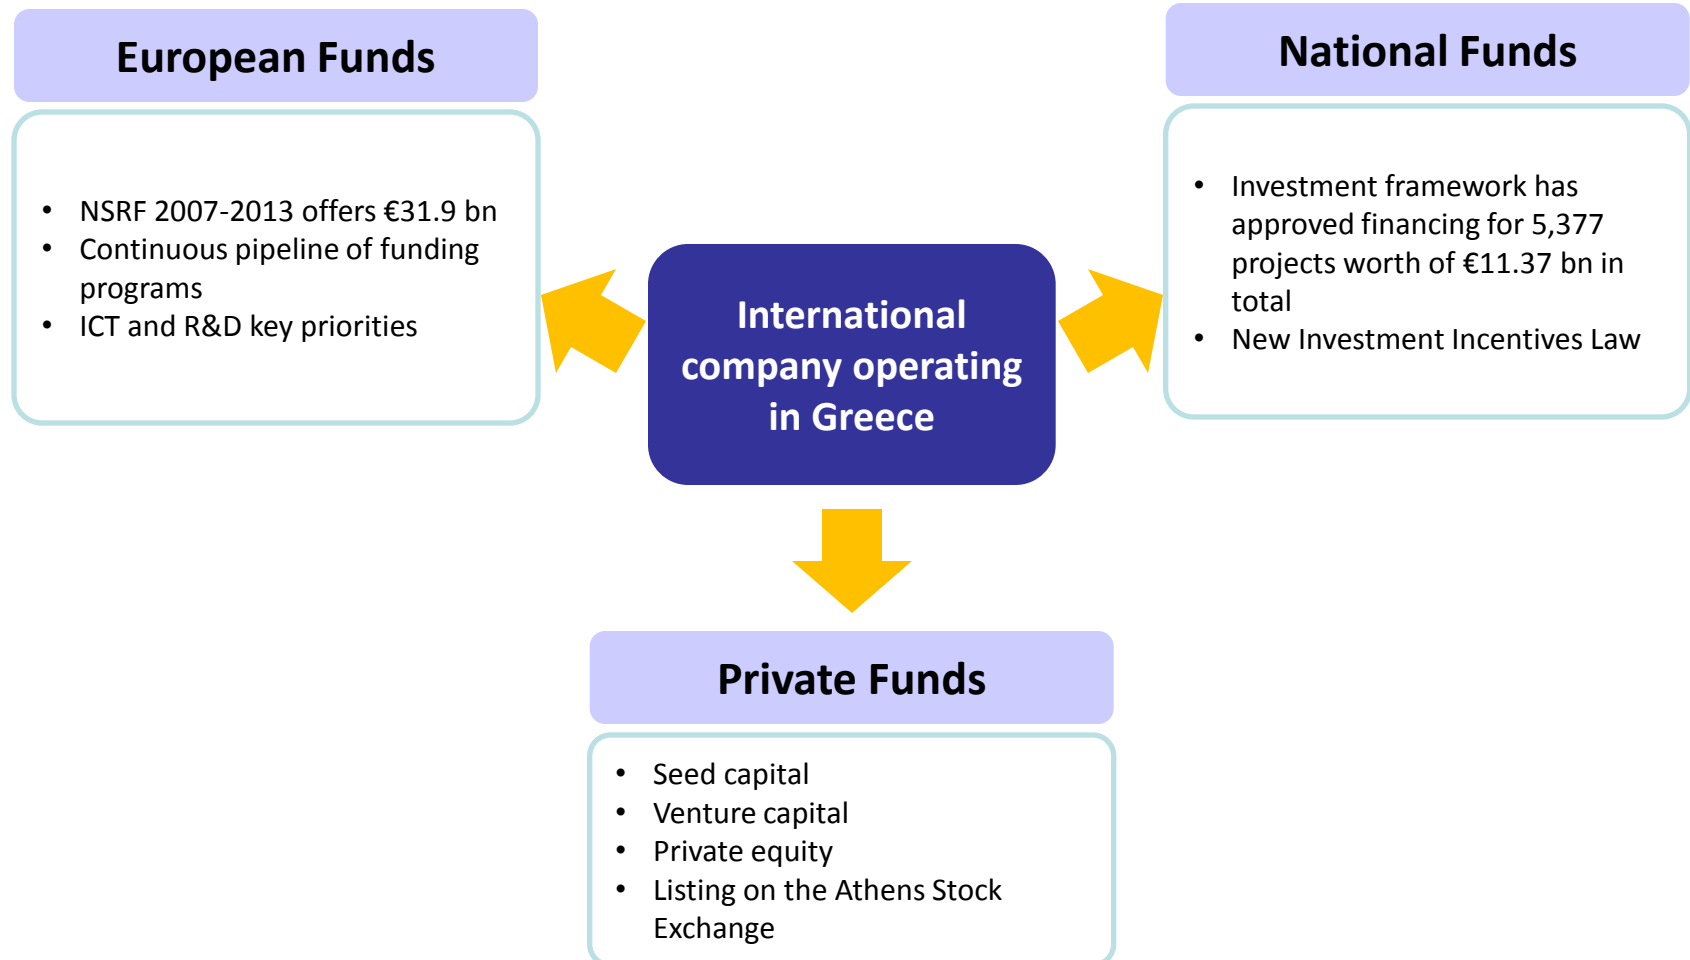 European Funds
• NSRF 2007-2013 offers €31.9 bn
• Continuous pipeline of funding
programs
• ICT and R&D key priorities
National Funds
• Investment framework has
approved financing for 5,377
projects worth of €11.37 bn in
total
• New Investment Incentives Law
International
company operating
in Greece
Private Funds
• Seed capital
• Venture capital
• Private equity
• Listing on the Athens Stock
Exchange